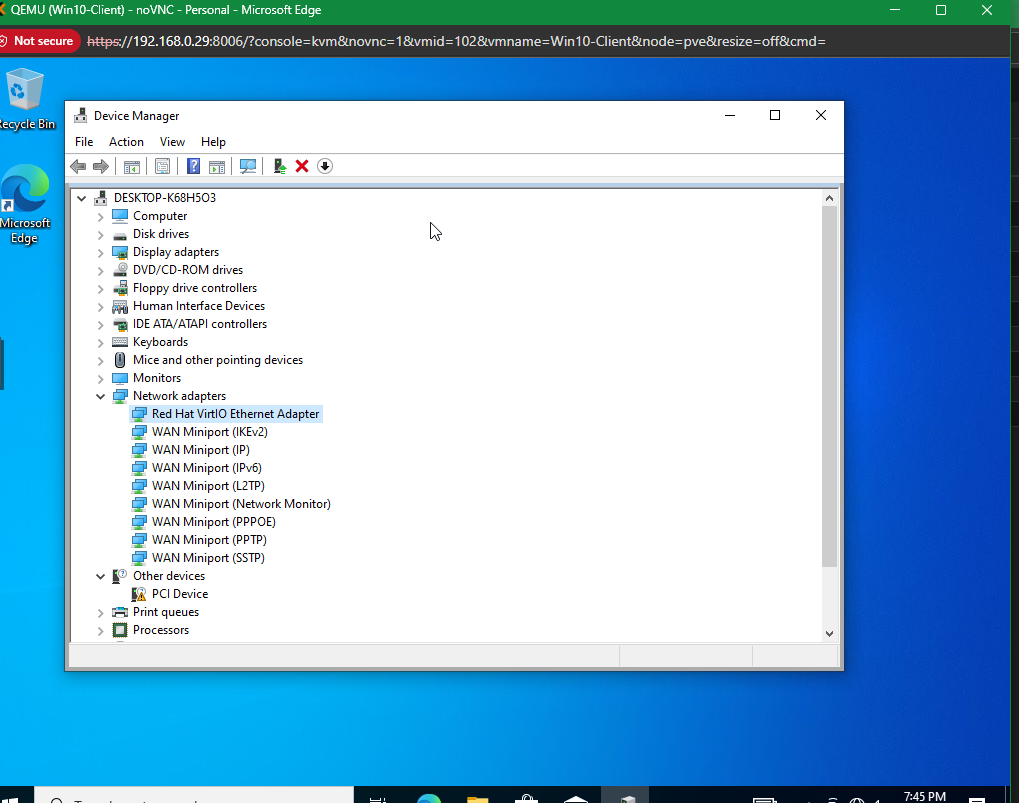 QEMU (Win10-Client) - noVNC - Personal - Microsoft Edge
Not secure https://192.168.0.29:8006/?console=kvm&novnc=1&vmid=102&vmname=Win10-Client&node=pve&resize=off&cmd=
Recycle Bin
Microsoft
Edge
Device Manager
File Action View Help
DESKTOP-K68H5O3
Computer
Disk drives
Display adapters
DVD/CD-ROM drives
Floppy drive controllers
Human Interface Devices
IDE ATA/ATAPI controllers
Keyboards
Mice and other pointing devices
Monitors
Network adapters
Red Hat VirtIO Ethernet Adapter
WAN Miniport (IKEv2)
WAN Miniport (IP)
WAN Miniport (IPv6)
WAN Miniport (L2TP)
WAN Miniport (Network Monitor)
WAN Miniport (PPPOE)
WAN Miniport (PPTP)
WAN Miniport (SSTP)
Other devices
PCI Device
Print queues
Processors
7:45 PM